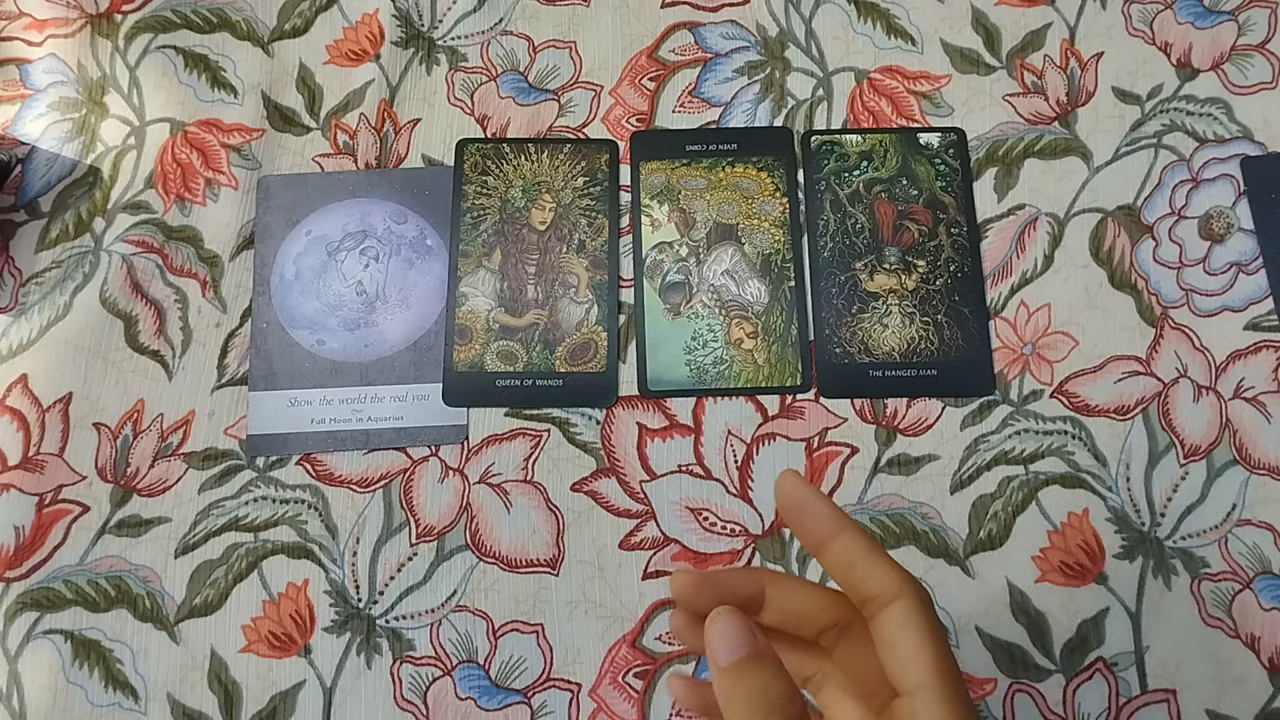 Show the world the real you
Full Moon in Aquarius
QUEEN OF WANDS
SEVEN OF COINS
THE HANGED MAN